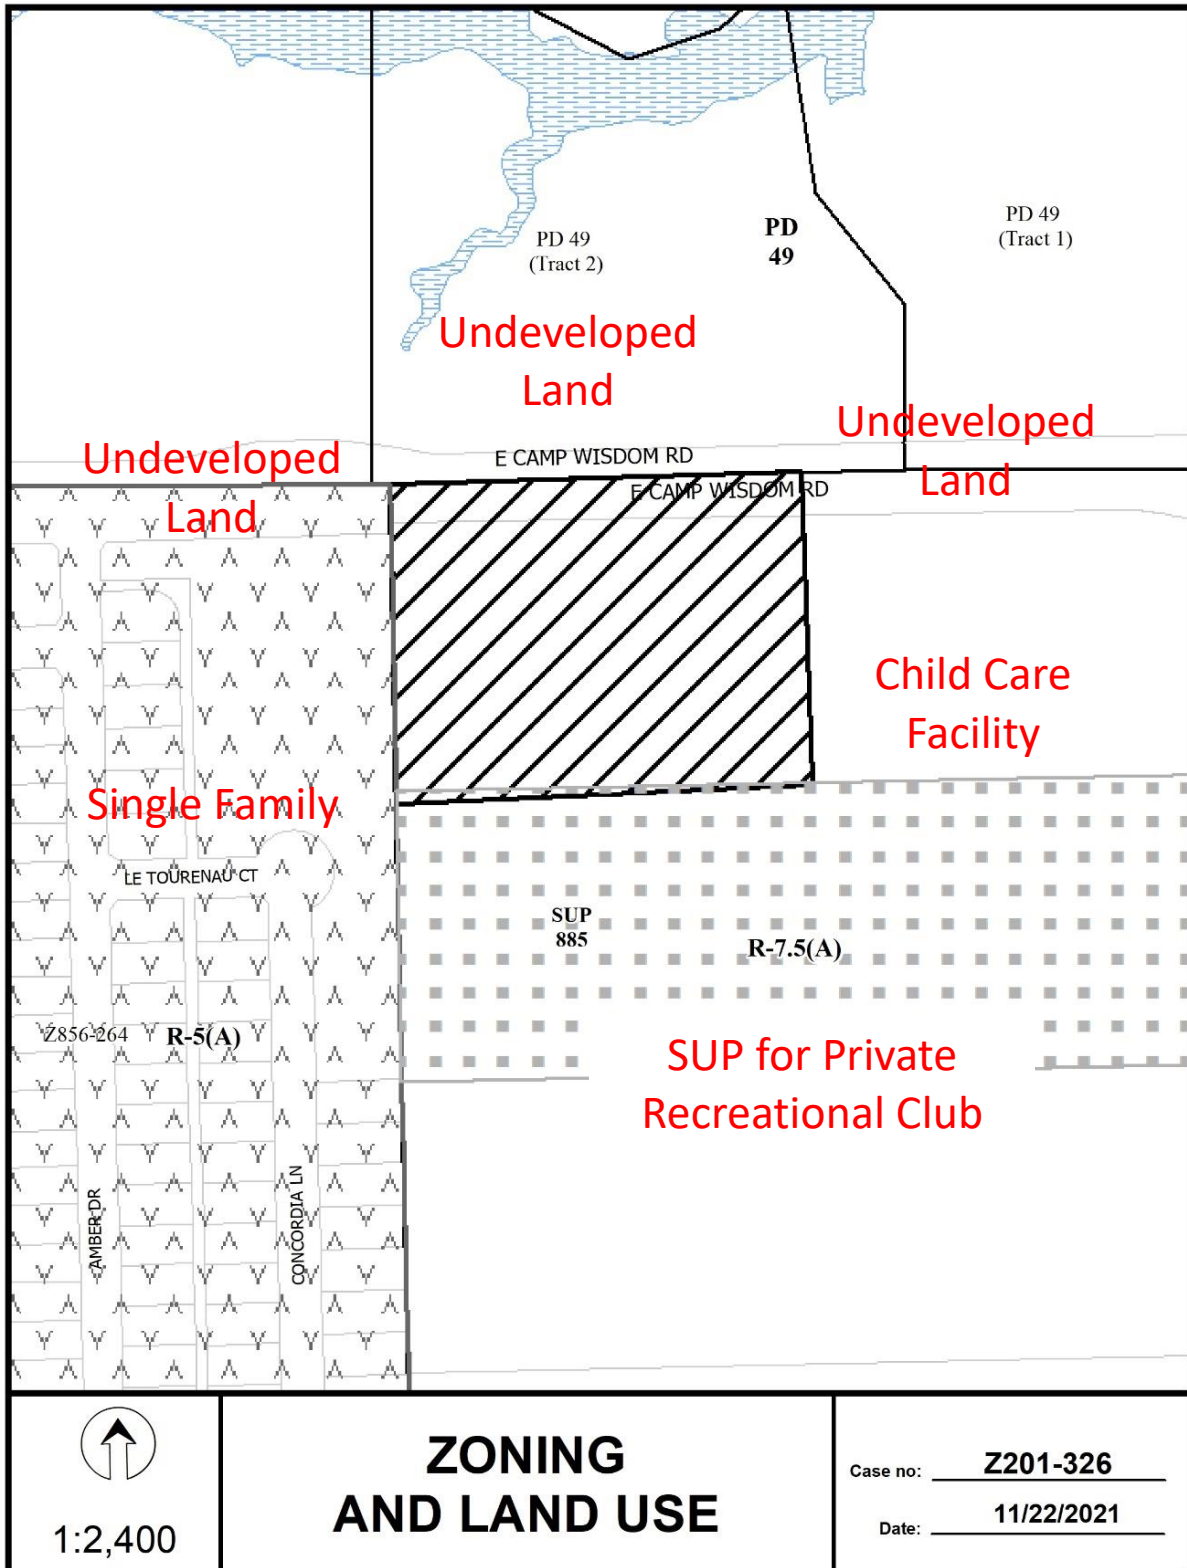 PD 49
(Tract 2)
PD
49
PD 49
(Tract 1)
Undeveloped
Land
Undeveloped
Land
Undeveloped
Land
E CAMP WISDOM RD
E CAMP WISDOM RD
Child Care
Facility
Single Family
LE TOURENAU CT
SUP
885
R-7.5(A)
Z856-264
R-5(A)
SUP for Private
Recreational Club
AMBER DR
CONCORDIA LN
1:2,400
ZONING
AND LAND USE
Case no: Z201-326
Date: 11/22/2021